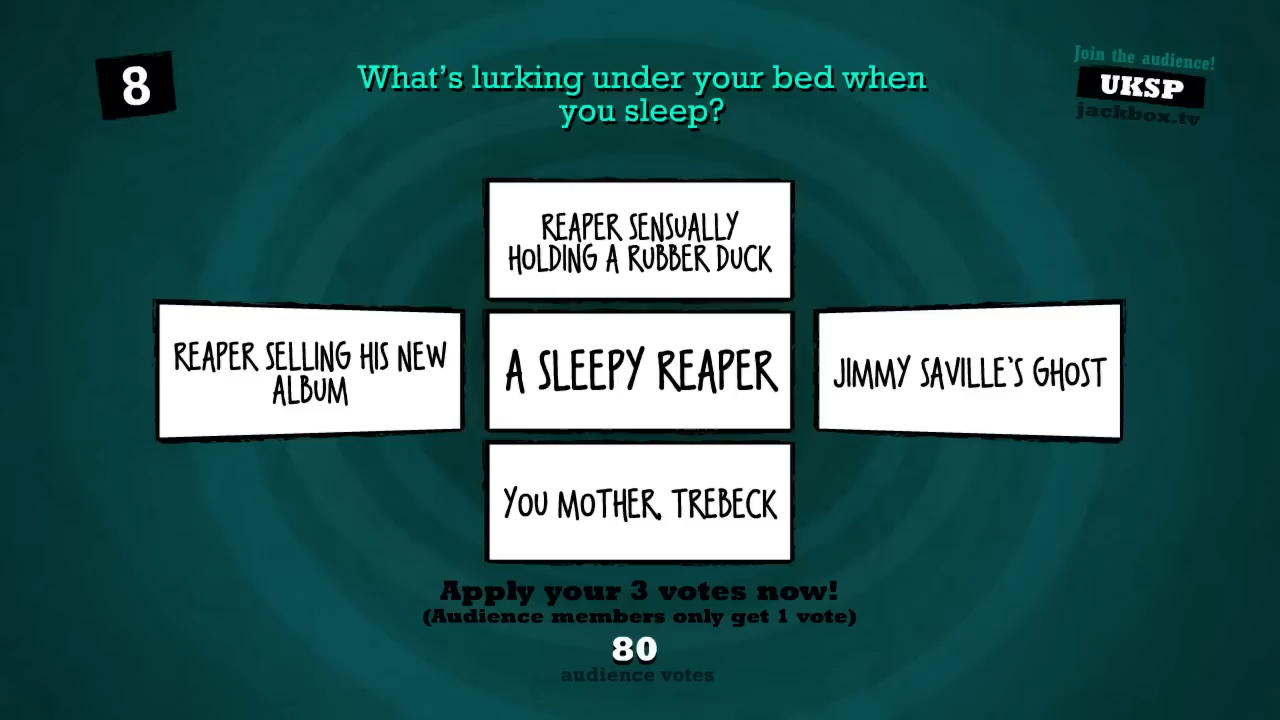 8
What's lurking under your bed when
you sleep?
Join the audience!
UKSP
jackbox.tv
REAPER SENSUALLY
HOLDING A RUBBER DUCK
REAPER SELLING HIS NEW
ALBUM
A SLEEPY REAPER
JIMMY SAVILLE'S GHOST
YOU MOTHER, TREBECK
Apply your 3 votes now!
(Audience members only get 1 vote)
80
audience votes